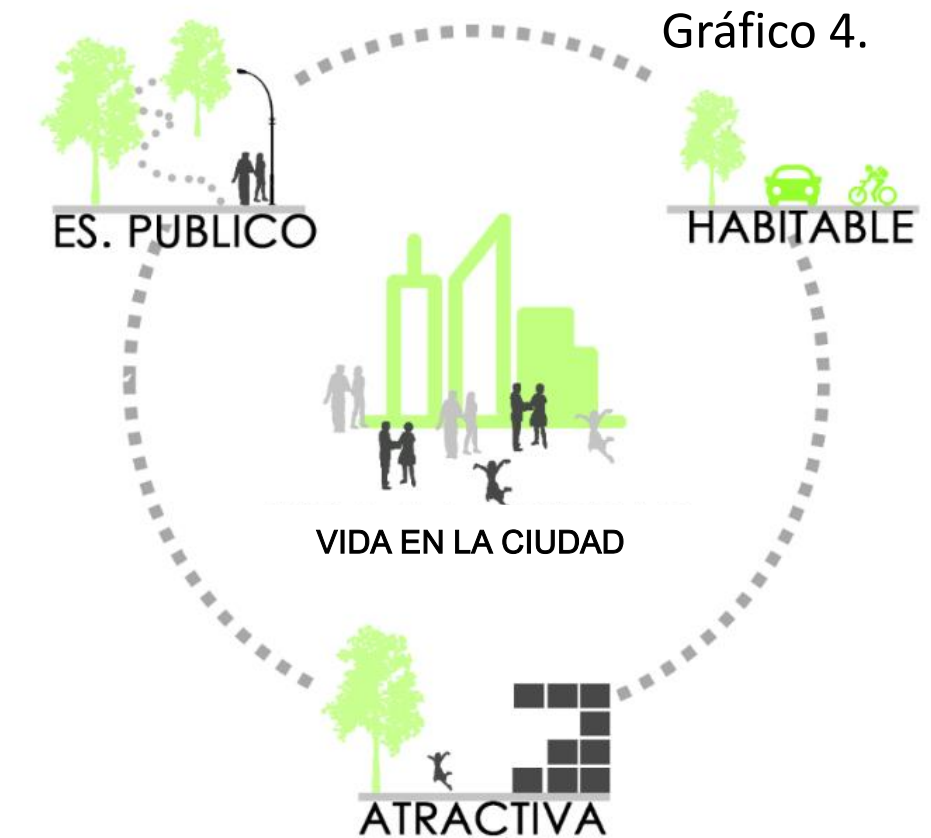 Gráfico 4.
ES. PUBLICO
HABITABLE
VIDA EN LA CIUDAD
ATRACTIVA